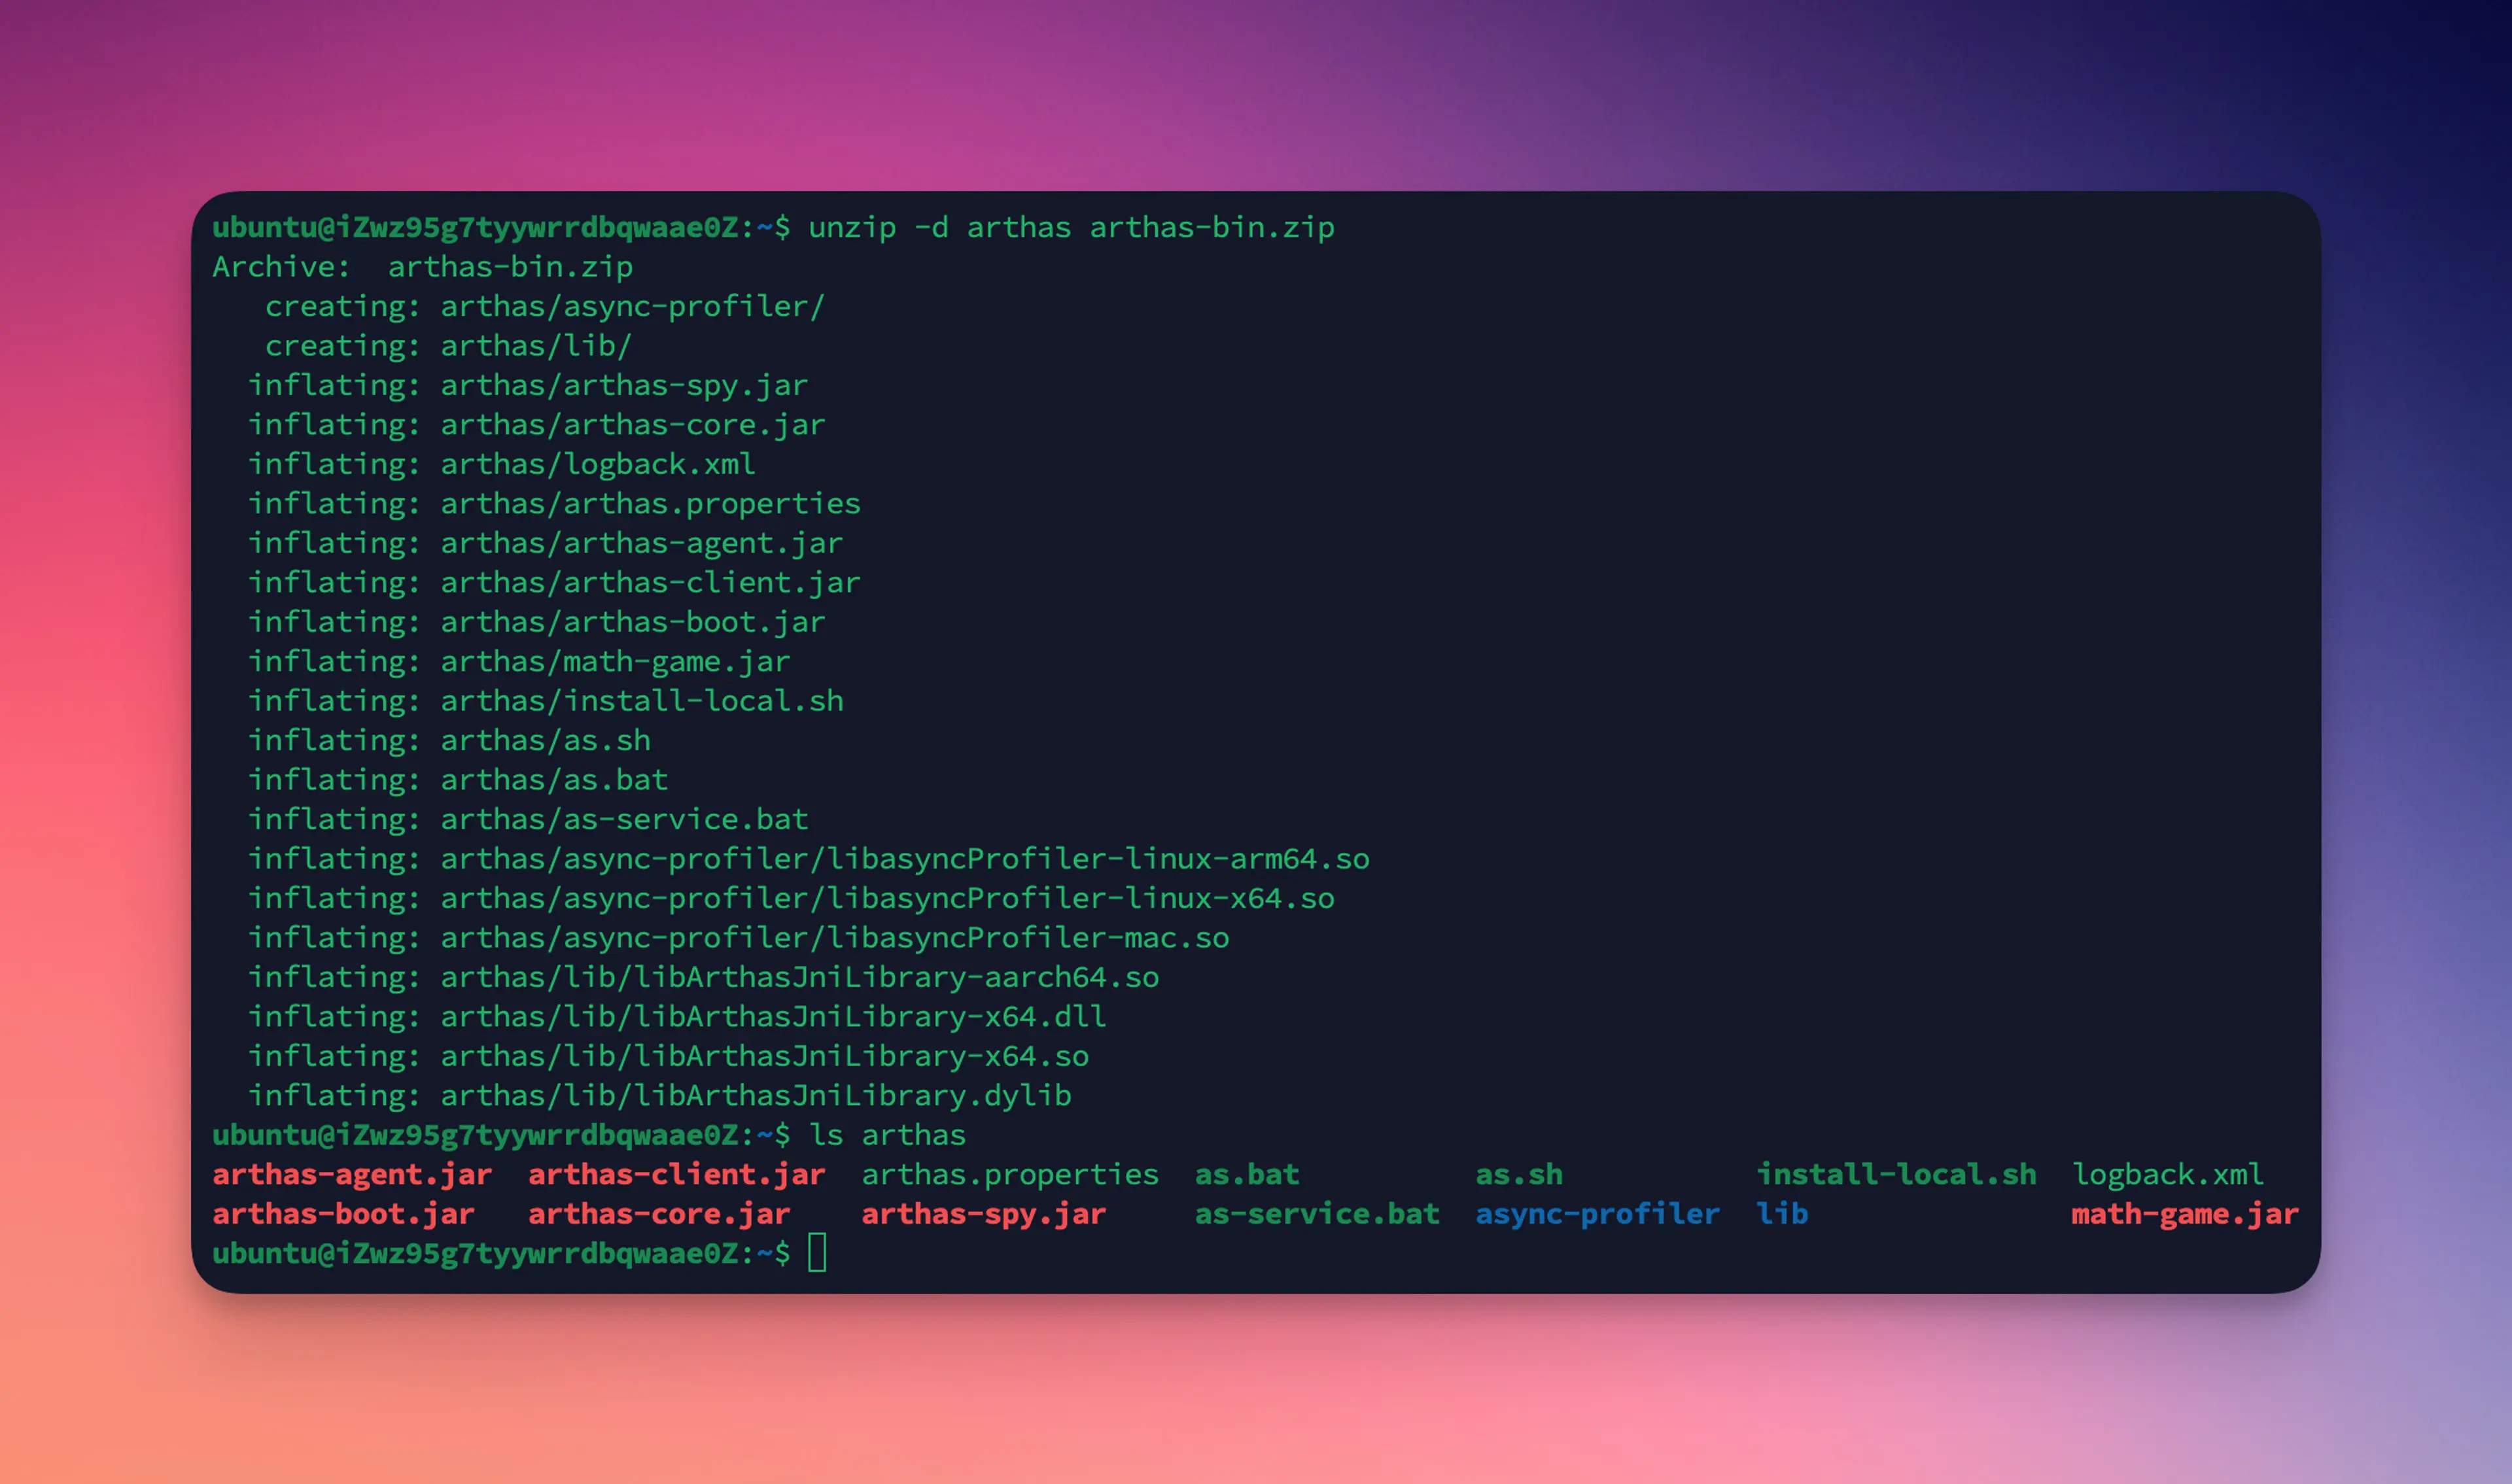 ubuntu@iZwz95g7tyywrrdbqwaae0Z:~$ unzip -d arthas arthas-bin.zip
Archive:  arthas-bin.zip
   creating: arthas/async-profiler/
   creating: arthas/lib/
  inflating: arthas/arthas-spy.jar
  inflating: arthas/arthas-core.jar
  inflating: arthas/logback.xml
  inflating: arthas/arthas.properties
  inflating: arthas/arthas-agent.jar
  inflating: arthas/arthas-client.jar
  inflating: arthas/arthas-boot.jar
  inflating: arthas/math-game.jar
  inflating: arthas/install-local.sh
  inflating: arthas/as.sh
  inflating: arthas/as.bat
  inflating: arthas/as-service.bat
  inflating: arthas/async-profiler/libasyncProfiler-linux-arm64.so
  inflating: arthas/async-profiler/libasyncProfiler-linux-x64.so
  inflating: arthas/async-profiler/libasyncProfiler-mac.so
  inflating: arthas/lib/libArthasJniLibrary-aarch64.so
  inflating: arthas/lib/libArthasJniLibrary-x64.dll
  inflating: arthas/lib/libArthasJniLibrary-x64.so
  inflating: arthas/lib/libArthasJniLibrary.dylib
ubuntu@iZwz95g7tyywrrdbqwaae0Z:~$ ls arthas
arthas-agent.jar  arthas-client.jar  arthas.properties  as.bat          as.sh           install-local.sh  logback.xml
arthas-boot.jar   arthas-core.jar    arthas-spy.jar     as-service.bat  async-profiler  lib               math-game.jar
ubuntu@iZwz95g7tyywrrdbqwaae0Z:~$